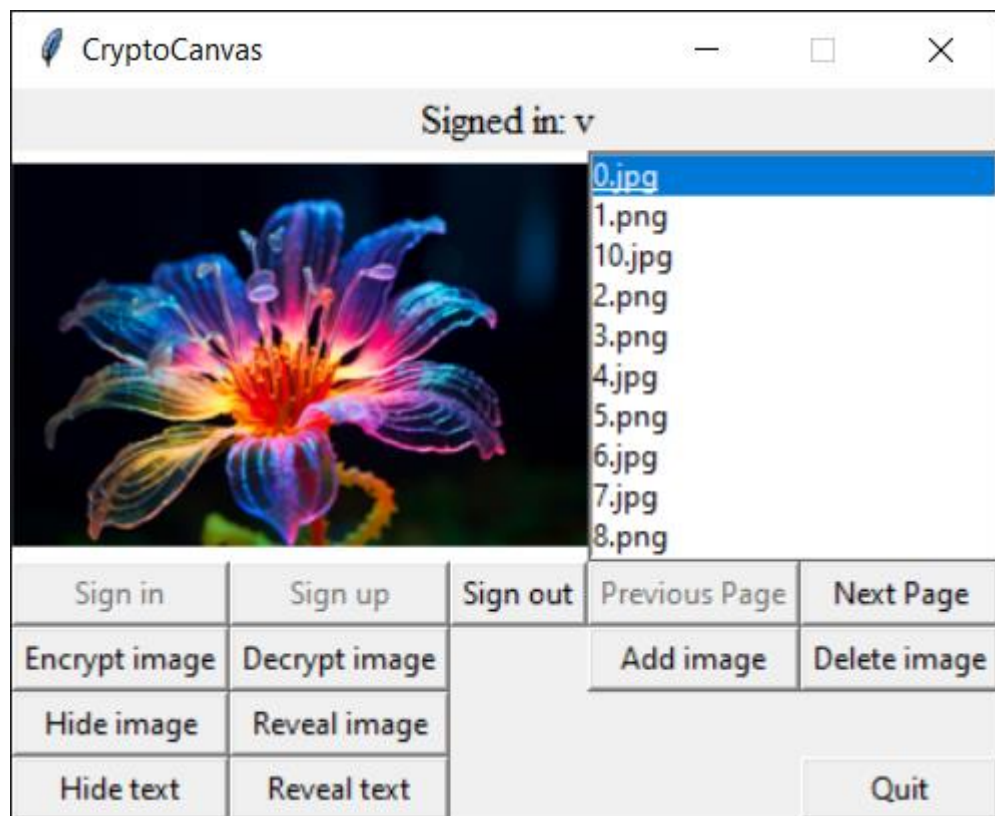 CryptoCanvas
Signed in: v
0.jpg
1.png
10.jpg
2.png
3.png
4.jpg
5.png
6.jpg
7.jpg
8.png
Sign in Sign up Sign out Previous Page Next Page
Encrypt image Decrypt image Add image Delete image
Hide image Reveal image
Hide text Reveal text Quit